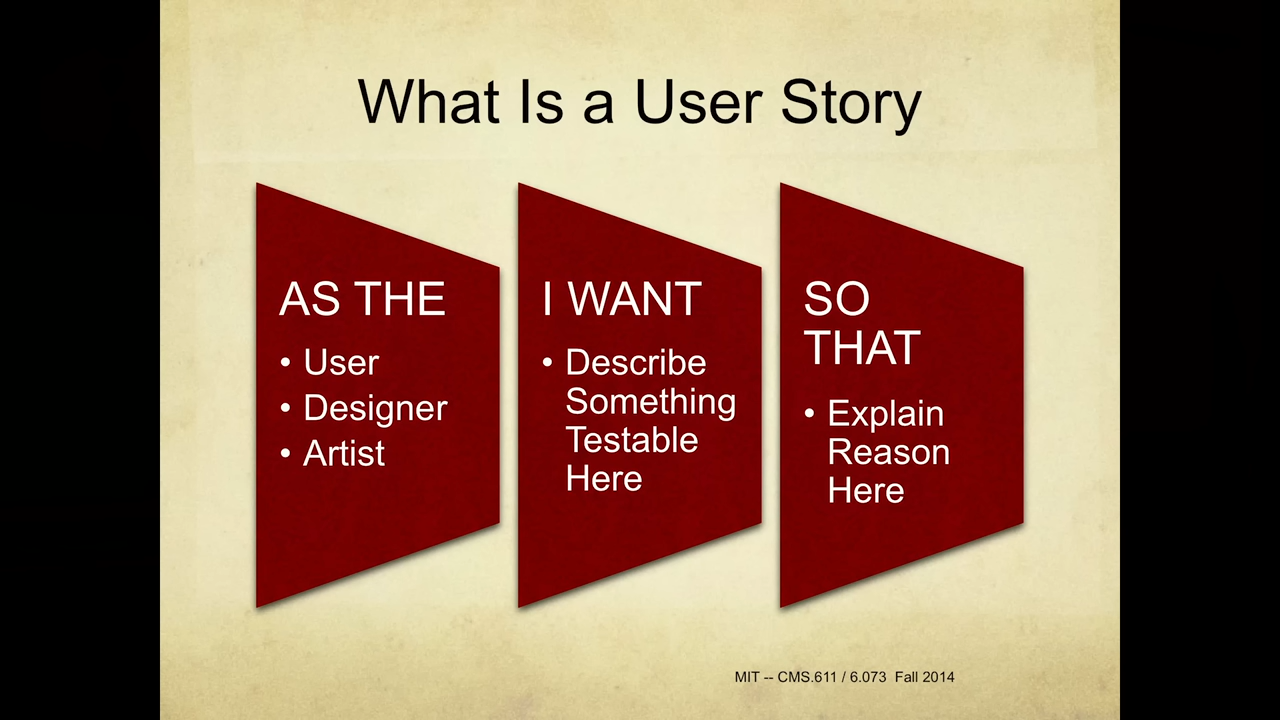 What Is a User Story
AS THE
• User
• Designer
• Artist
I WANT
• Describe
Something
Testable
Here
SO
THAT
• Explain
Reason
Here
MIT -- CMS.611 / 6.073 Fall 2014